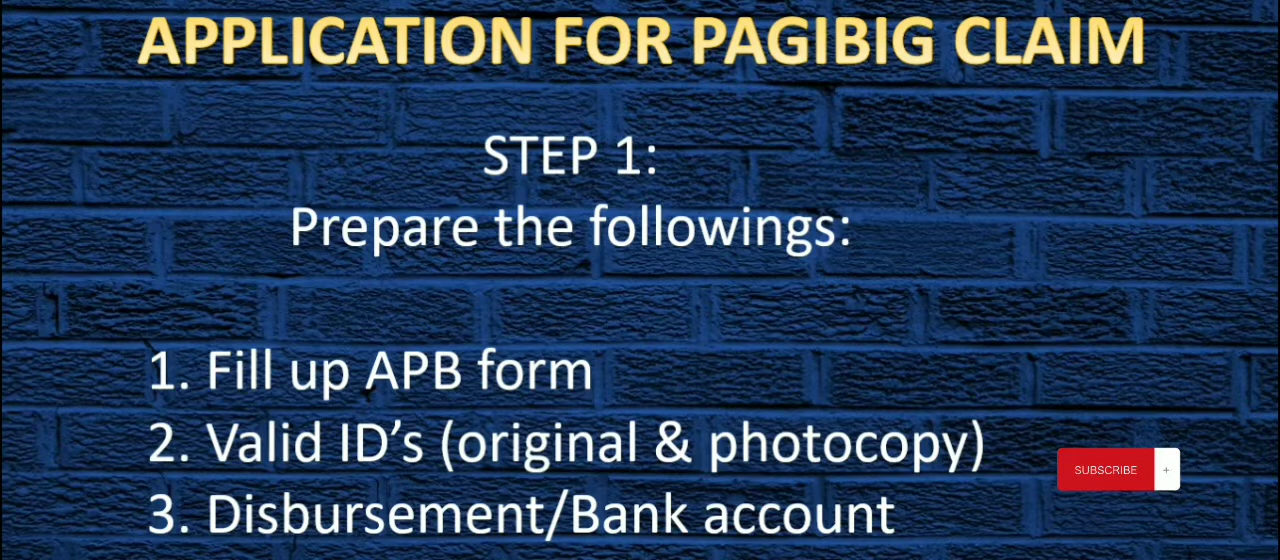 APPLICATION FOR PAGIBIG CLAIM
STEP 1:
Prepare the followings:
1. Fill up APB form
2. Valid ID’s (original & photocopy)
3. Disbursement/Bank account
SUBSCRIBE +